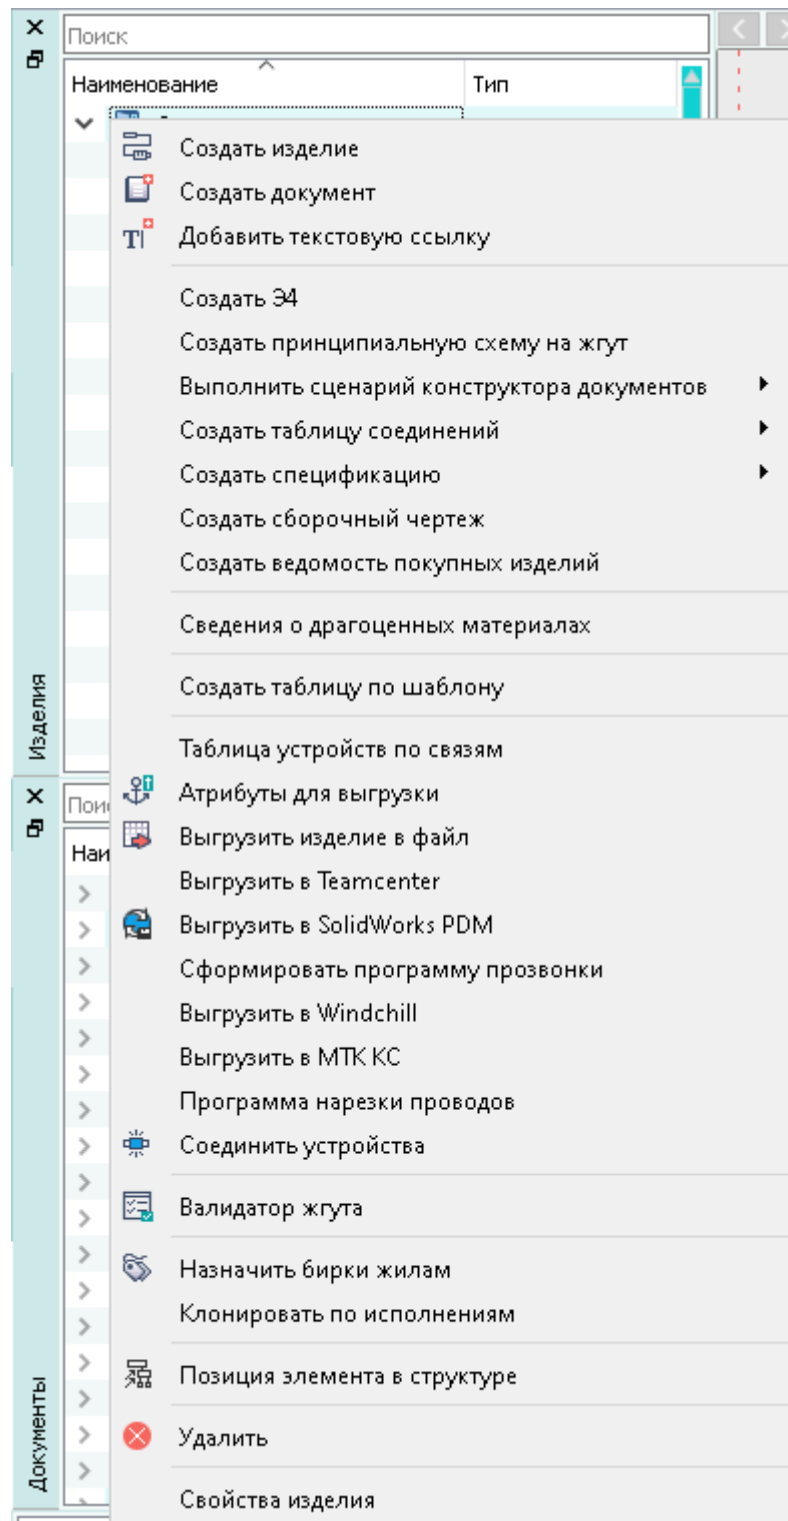 Поиск
Наименование
Тип
Создать изделие
Создать документ
Добавить текстовую ссылку
Создать Э4
Создать принципиальную схему на жгут
Выполнить сценарий конструктора документов
Создать таблицу соединений
Создать спецификацию
Создать сборочный чертеж
Создать ведомость покупных изделий
Сведения о драгоценных материалах
Создать таблицу по шаблону
Таблица устройств по связям
Атрибуты для выгрузки
Выгрузить изделие в файл
Выгрузить в Teamcenter
Выгрузить в SolidWorks PDM
Сформировать программу прозвонки
Выгрузить в Windchill
Выгрузить в МТК КС
Программа нарезки проводов
Соединить устройства
Валидатор жгута
Назначить бирки жилам
Клонировать по исполнениям
Позиция элемента в структуре
Удалить
Свойства изделия
Изделия
Документы